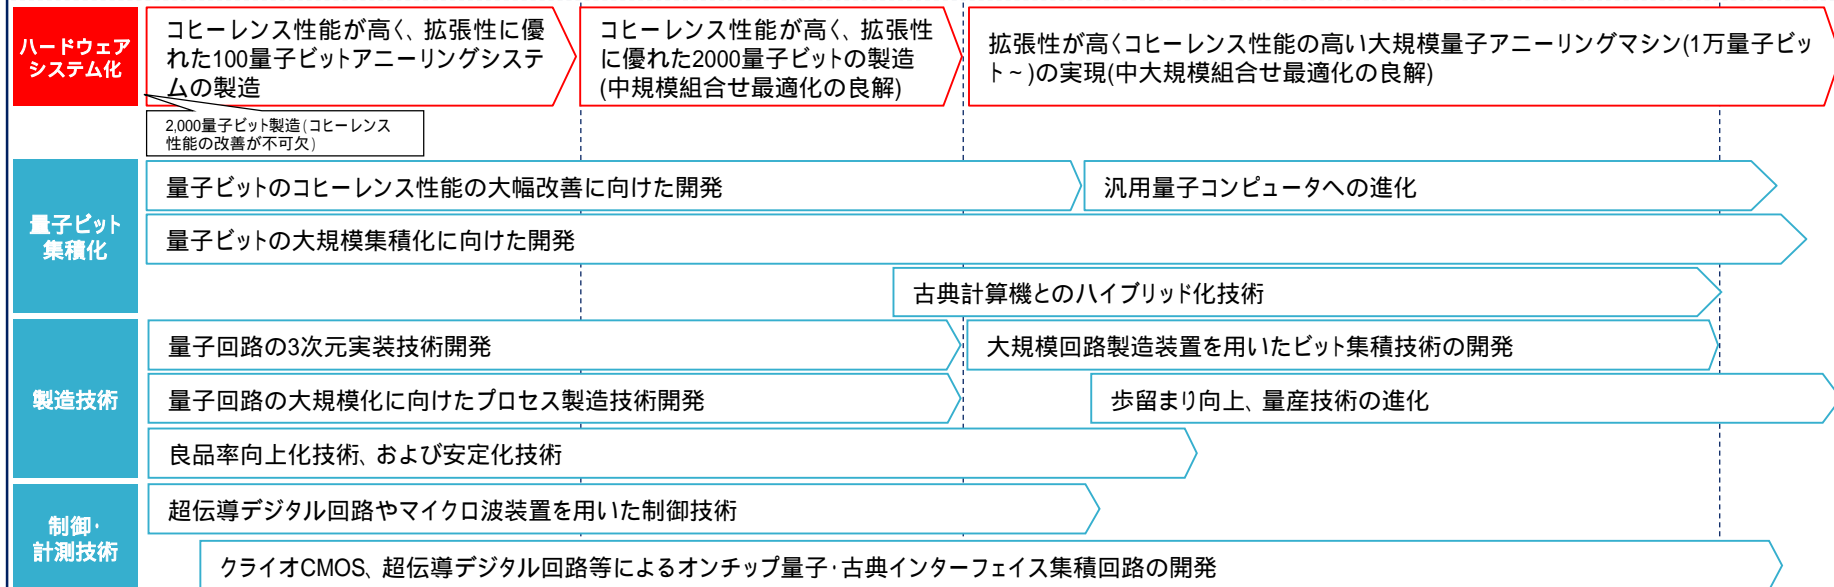 ハードウェア
システム化
コヒーレンス性能が高く、拡張性に優
れた100量子ビットアニーリングシステ
ムの製造
コヒーレンス性能が高く、拡張性
に優れた2000量子ビットの製造
(中規模組合せ最適化の良解)
拡張性が高くコヒーレンス性能の高い大規模量子アニーリングマシン(1万量子ビッ
ト~)の実現(中大規模組合せ最適化の良解)
2,000量子ビット製造(コヒーレンス
性能の改善が不可欠)
量子ビット
集積化
量子ビットのコヒーレンス性能の大幅改善に向けた開発
汎用量子コンピュータへの進化
量子ビットの大規模集積化に向けた開発
古典計算機とのハイブリッド化技術
製造技術
量子回路の3次元実装技術開発
大規模回路製造装置を用いたビット集積技術の開発
量子回路の大規模化に向けたプロセス製造技術開発
歩留まり向上、量産技術の進化
良品率向上化技術、および安定化技術
制御・
計測技術
超伝導デジタル回路やマイクロ波装置を用いた制御技術
クライオCMOS、超伝導デジタル回路等によるオンチップ量子・古典インターフェイス集積回路の開発